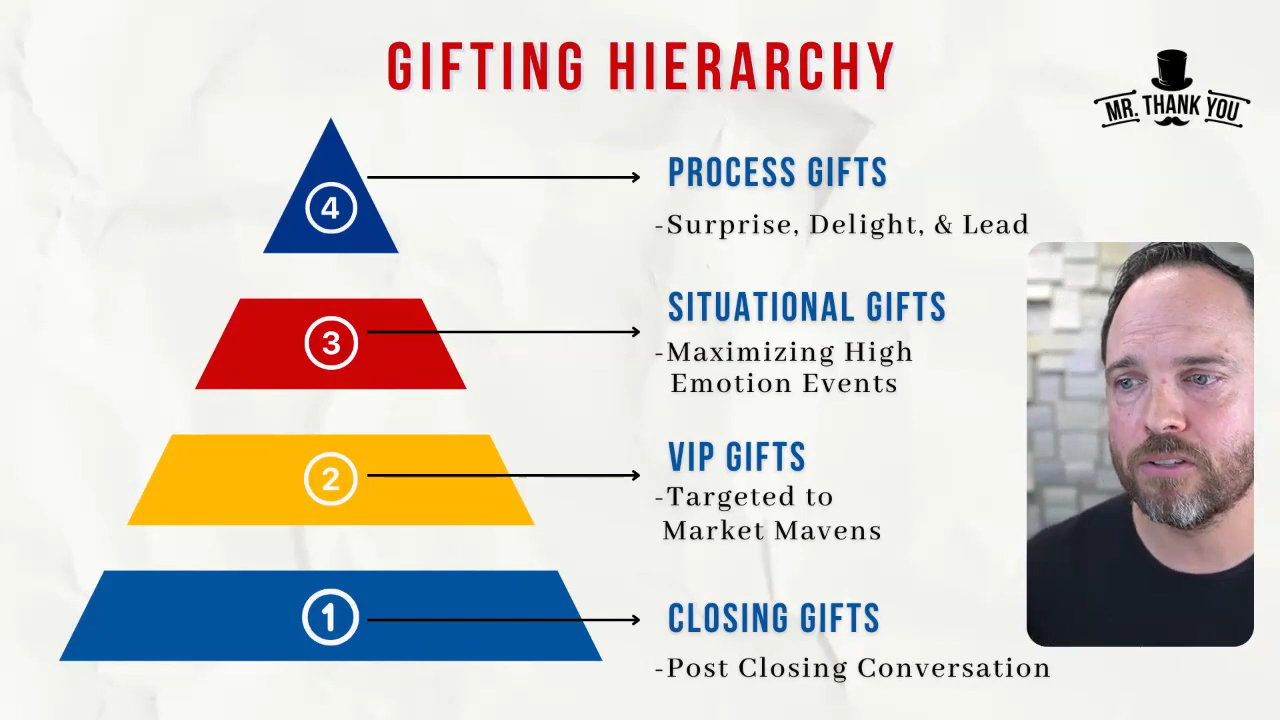 GIFTING HIERARCHY
MR. THANK YOU
4
PROCESS GIFTS
-Surprise, Delight, & Lead
3
SITUATIONAL GIFTS
-Maximizing High
Emotion Events
2
VIP GIFTS
-Targeted to
Market Mavens
1
CLOSING GIFTS
-Post Closing Conversation